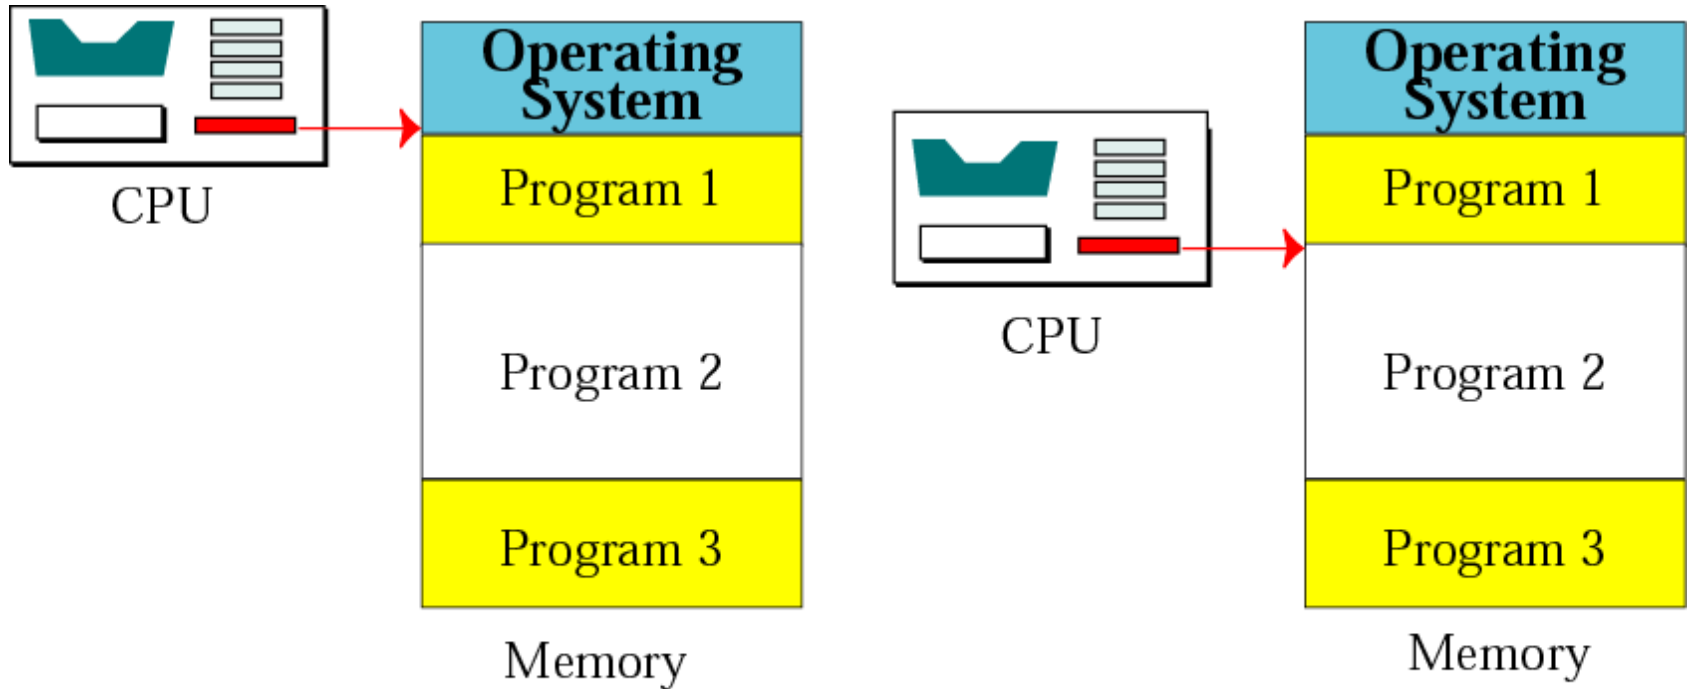 Operating
System
Program 1
CPU
Program 2
Program 3
Memory
Operating
System
Program 1
CPU
Program 2
Program 3
Memory